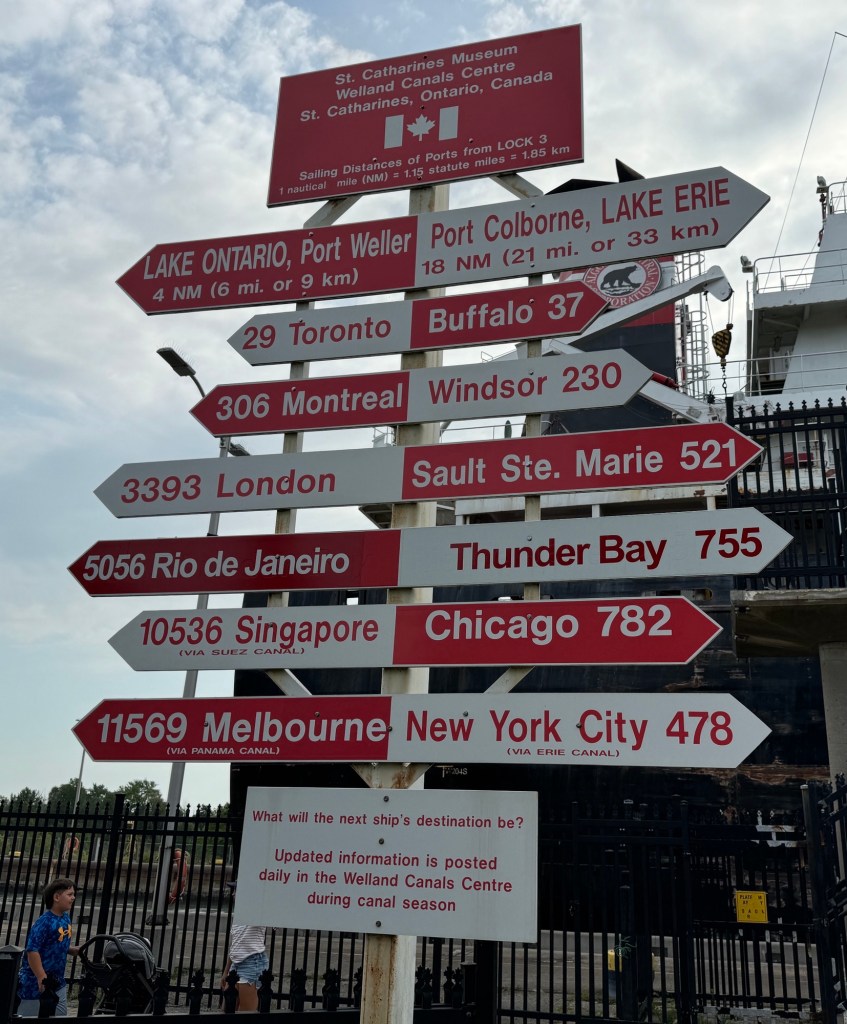 St. Catharines Museum
Welland Canals Centre
St. Catharines, Ontario, Canada
Sailing Distances of Ports from LOCK 3
1 nautical mile (NM) = 1.15 statute miles = 1.85 km
LAKE ONTARIO, Port Weller
4 NM (6 mi. or 9 km)
Port Colborne, LAKE ERIE
18 NM (21 mi. or 33 km)
29 Toronto
Buffalo 37
306 Montreal
Windsor 230
3393 London
Sault Ste. Marie 521
5056 Rio de Janeiro
Thunder Bay 755
10536 Singapore
(VIA SUEZ CANAL)
Chicago 782
11569 Melbourne
(VIA PANAMA CANAL)
New York City 478
(VIA ERIE CANAL)
What will the next ship's destination be?
Updated information is posted
daily in the Welland Canals Centre
during canal season